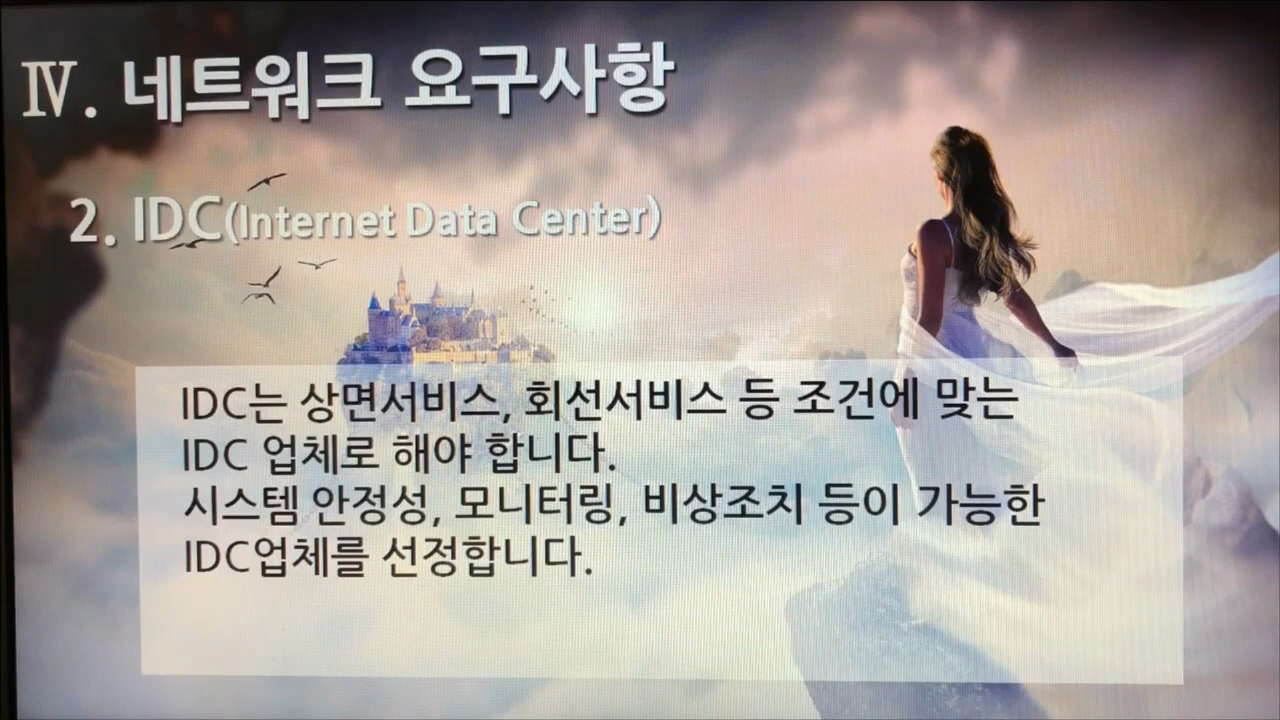 Ⅳ. 네트워크 요구사항
2. IDC(Internet Data Center)
IDC는 상면서비스, 회선서비스 등 조건에 맞는
IDC 업체로 해야 합니다.
시스템 안정성, 모니터링, 비상조치 등이 가능한
IDC업체를 선정합니다.